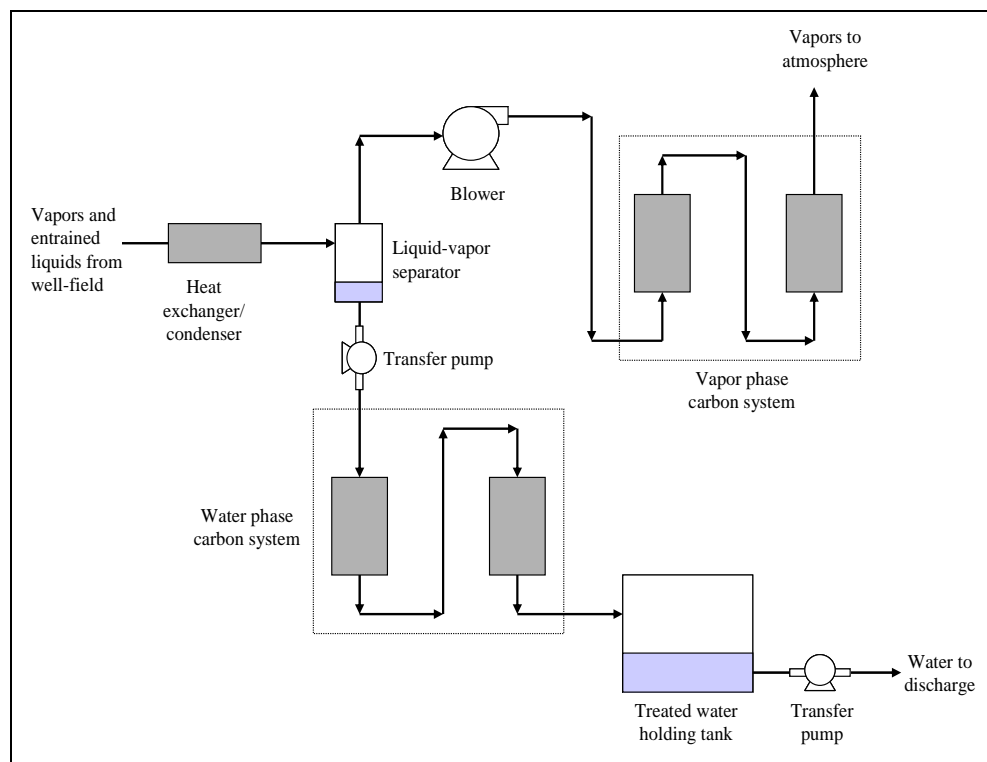 Vapors to
atmosphere
Blower
Vapors and
entrained
liquids from
well-field
Liquid-vapor
separator
Heat
exchanger/
condenser
Transfer pump
Vapor phase
carbon system
Water phase
carbon system
Water to
discharge
Treated water
holding tank
Transfer
pump